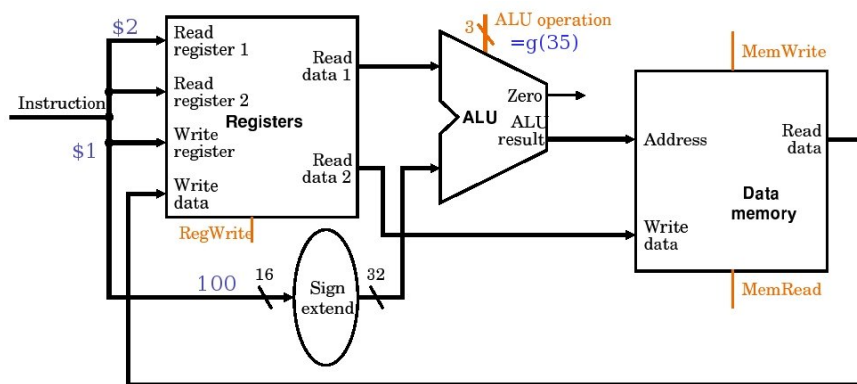 $2
Read
register 1
Read
register 2
Instruction
Registers
Write
register
$1
Write
data
Read
data 1
Read
data 2
RegWrite
3
ALU operation
=g(35)
Zero
ALU
ALU
result
MemWrite
Address
Read
data
Data
memory
Write
data
MemRead
100
16
Sign
extend
32